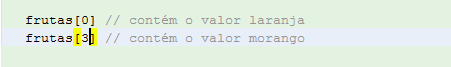 frutas[0] // contém o valor laranja
frutas[3] // contém o valor morango